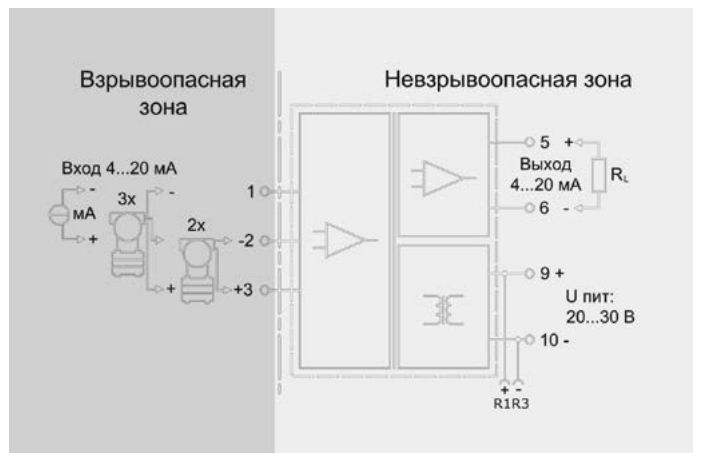 Взрывоопасная
зона
Невзрывоопасная зона
Вход 4...20 мА
-
мА
+
3x
-
+
2x
1
-2
+3
5 +
Выход
4...20 мА
6 -
RL
9 +
U пит:
20...30 В
10 -
+ -
R1R3